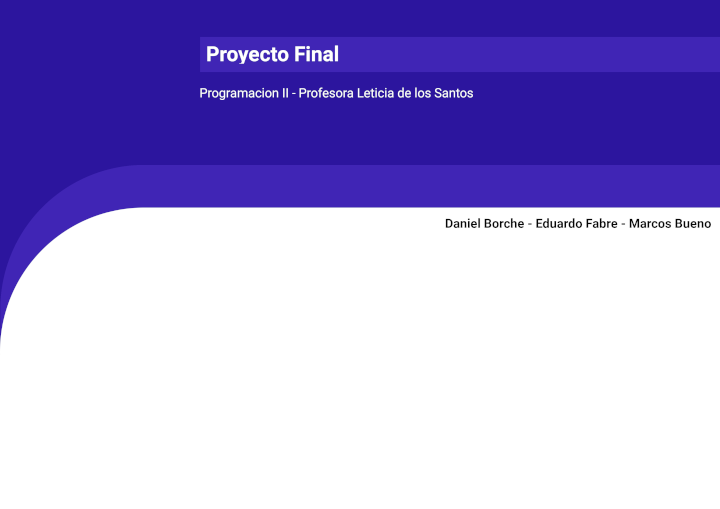 Proyecto Final
Programacion II - Profesora Leticia de los Santos
Daniel Borche - Eduardo Fabre - Marcos Bueno